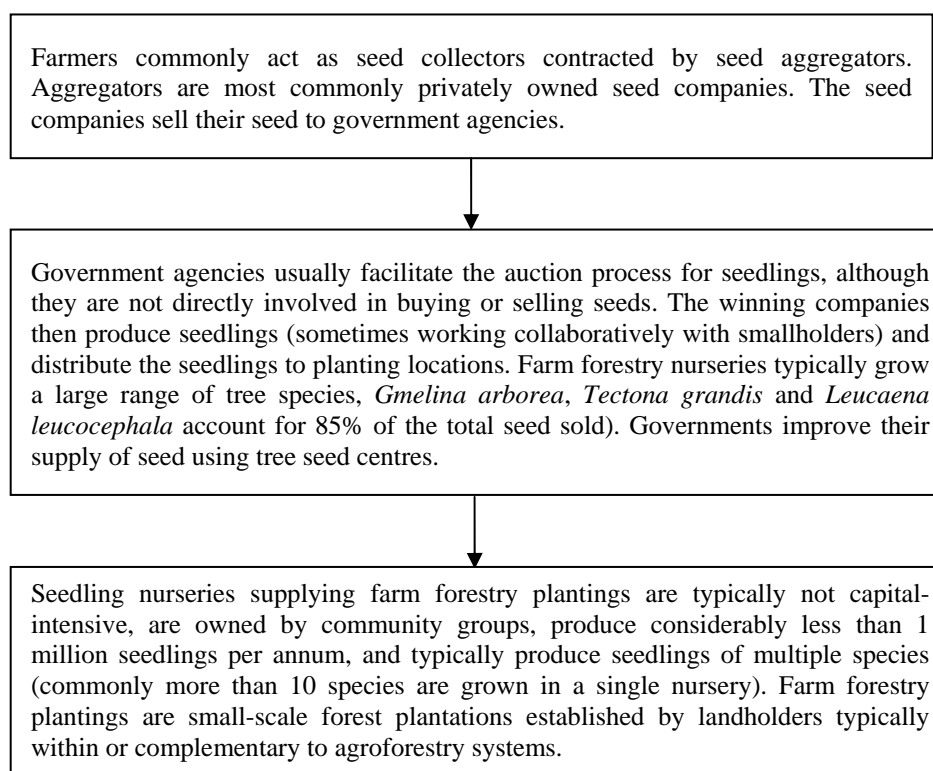 Farmers commonly act as seed collectors contracted by seed aggregators.
Aggregators are most commonly privately owned seed companies. The seed
companies sell their seed to government agencies.
Government agencies usually facilitate the auction process for seedlings, although
they are not directly involved in buying or selling seeds. The winning companies
then produce seedlings (sometimes working collaboratively with smallholders) and
distribute the seedlings to planting locations. Farm forestry nurseries typically grow
a large range of tree species, Gmelina arborea, Tectona grandis and Leucaena
leucocephala account for 85% of the total seed sold). Governments improve their
supply of seed using tree seed centres.
Seedling nurseries supplying farm forestry plantings are typically not capital-
intensive, are owned by community groups, produce considerably less than 1
million seedlings per annum, and typically produce seedlings of multiple species
(commonly more than 10 species are grown in a single nursery). Farm forestry
plantings are small-scale forest plantations established by landholders typically
within or complementary to agroforestry systems.